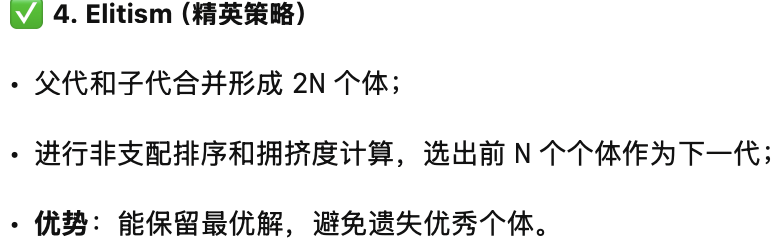 ✅ 4. Elitism（精英策略）
• 父代和子代合并形成 2N 个体；
• 进行非支配排序和拥挤度计算，选出前 N 个个体作为下一代；
• 优势：能保留最优解，避免遗失优秀个体。